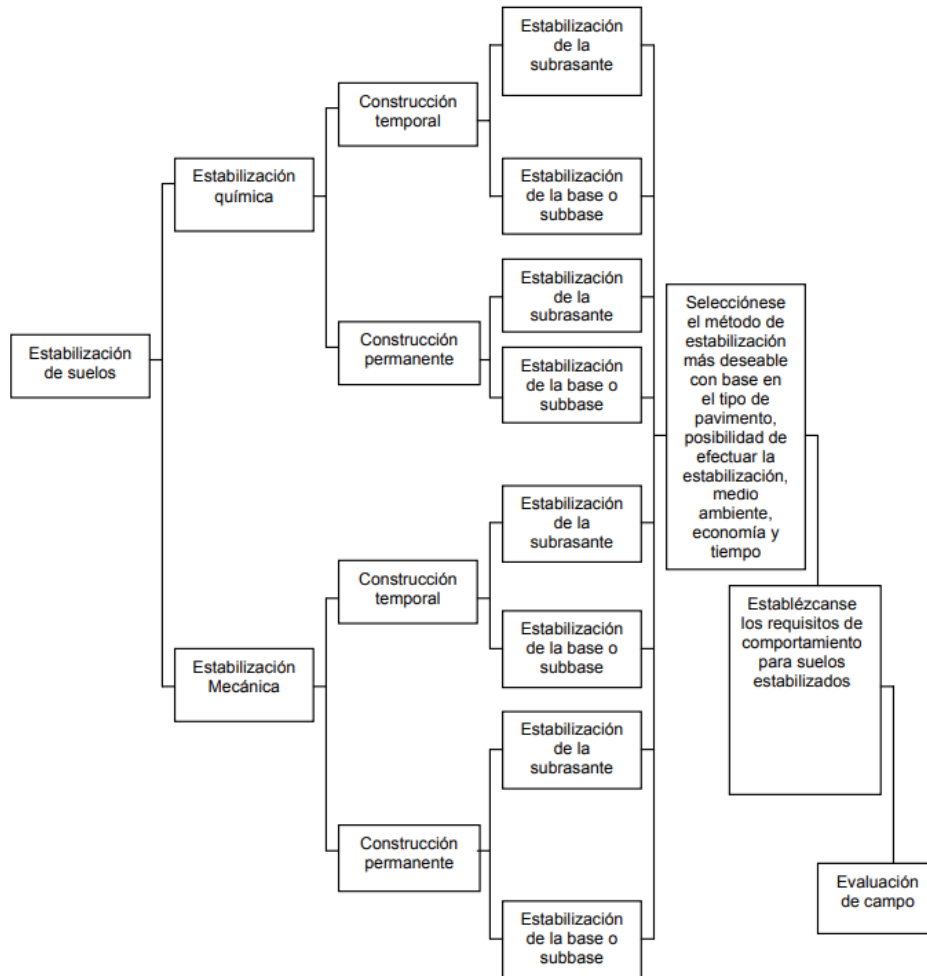 Estabilización
de suelos
Estabilización
química
Construcción
temporal
Estabilización
de la
subrasante
Estabilización
de la base o
subbase
Construcción
permanente
Estabilización
de la
subrasante
Estabilización
de la base o
subbase
Estabilización
Mecánica
Construcción
temporal
Estabilización
de la
subrasante
Estabilización
de la base o
subbase
Construcción
permanente
Estabilización
de la
subrasante
Estabilización
de la base o
subbase
Selecciónese
el método de
estabilización
más deseable
con base en
el tipo de
pavimento,
posibilidad de
efectuar la
estabilización,
medio
ambiente,
economía y
tiempo
Establézcanse
los requisitos de
comportamiento
para suelos
estabilizados
Evaluación
de campo